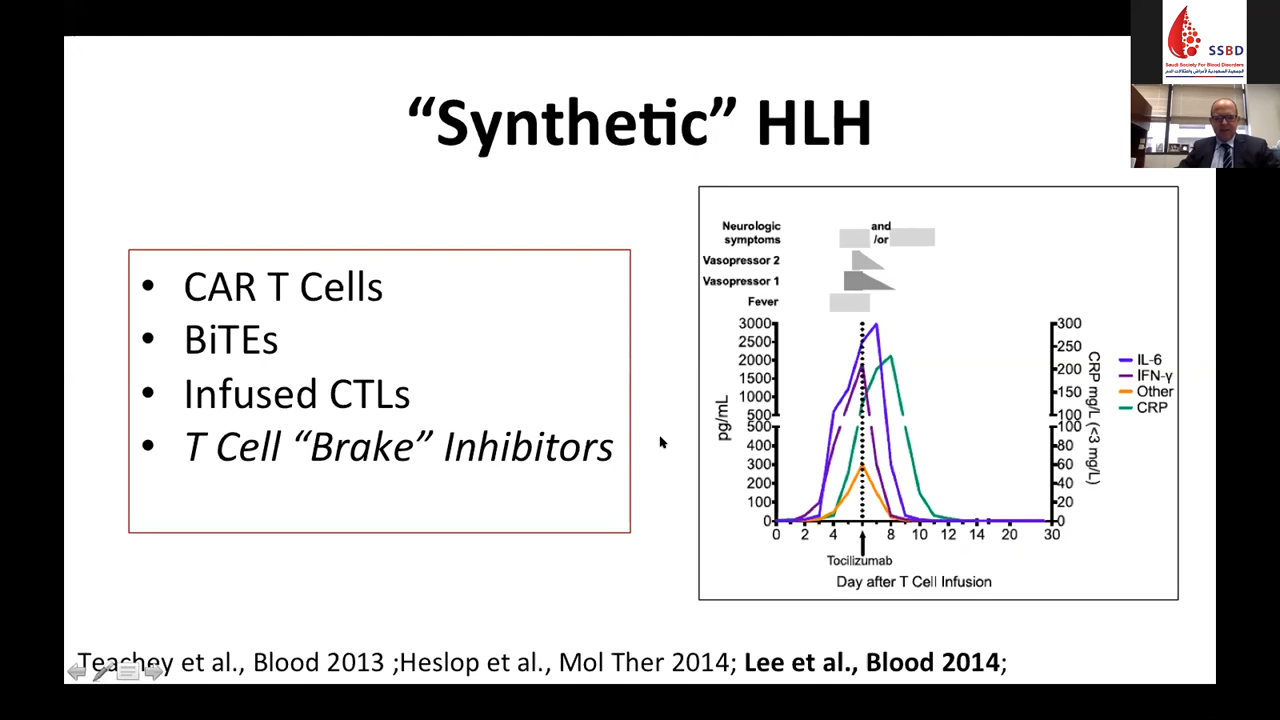 SSBD
Saudi Society For Blood Disorders
“Synthetic” HLH
• CAR T Cells
• BiTEs
• Infused CTLs
• T Cell “Brake” Inhibitors
Neurologic symptoms
and /or
Vasopressor 2
Vasopressor 1
Fever
3000
2500
2000
1500
1000
500
500
400
300
200
100
0
pg/mL
300
250
200
150
100
100
80
60
40
20
0
CRP mg/L (<3 mg/L)
IL-6
IFN-γ
Other
CRP
0 2 4 8 10 12 14 20 30
Tocilizumab
Day after T Cell Infusion
Teachey et al., Blood 2013 ;Heslop et al., Mol Ther 2014; Lee et al., Blood 2014;